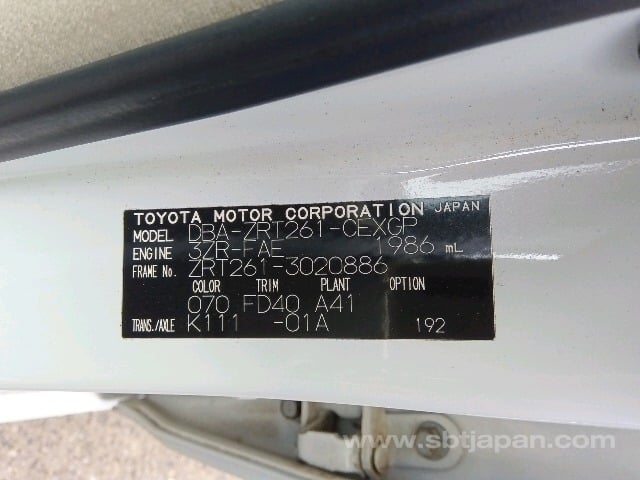 TOYOTA MOTOR CORPORATION JAPAN
MODEL DBA-ZRT261-CEXGP
ENGINE 3ZR-FAE 1986 mL
FRAME NO. ZRT261-3020886
COLOR TRIM PLANT OPTION
070 FD40 A41
TRANS./AXLE K111 -01A 192
www.sbtjapan.com